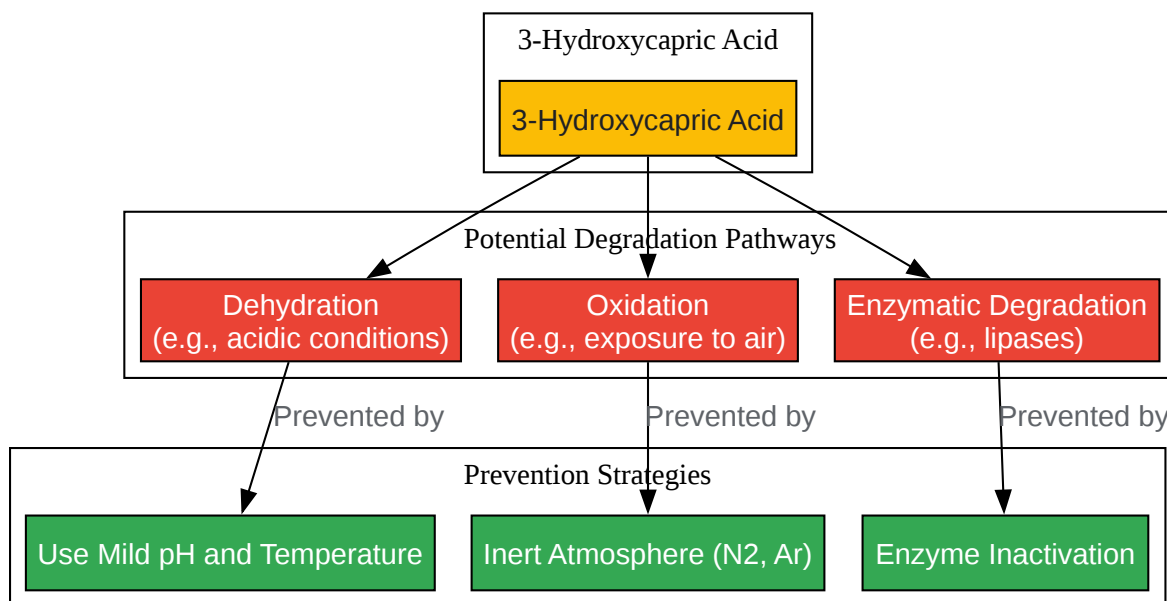 3-Hydroxycapric Acid
3-Hydroxycapric Acid
Potential Degradation Pathways
Dehydration
(e.g., acidic conditions)
Oxidation
(e.g., exposure to air)
Enzymatic Degradation
(e.g., lipases)
Prevented by
Prevented by
Prevented by
Prevention Strategies
Use Mild pH and Temperature
Inert Atmosphere (N2, Ar)
Enzyme Inactivation